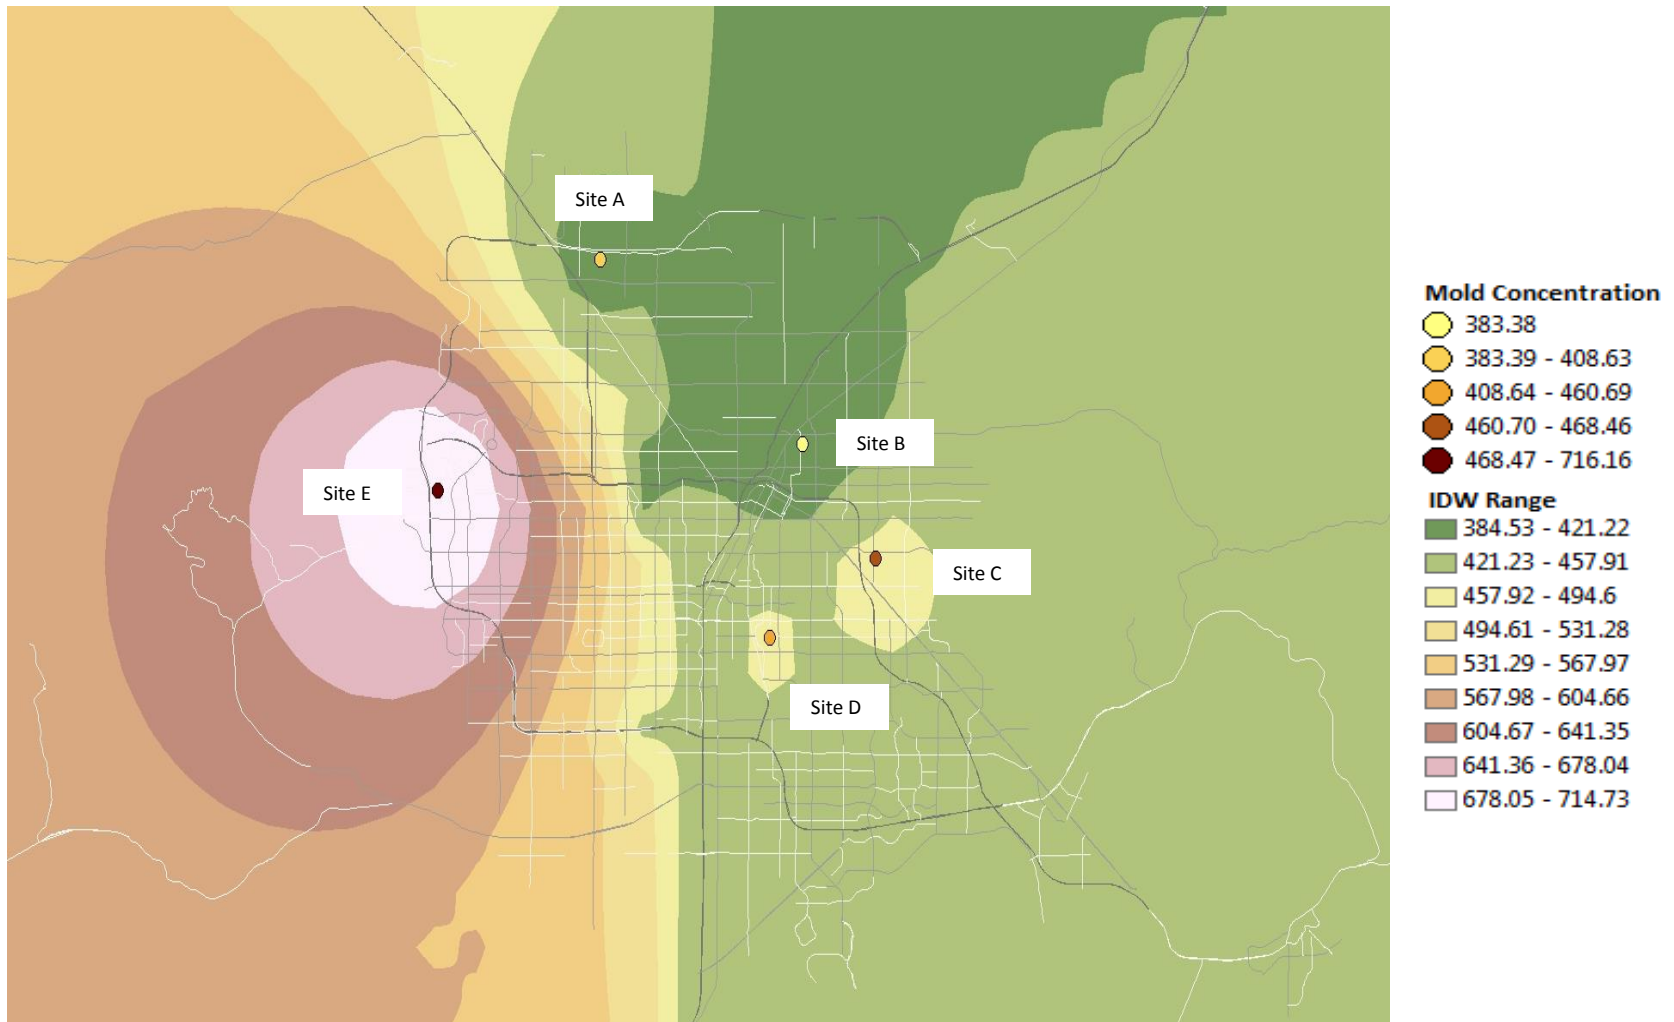 Site A
Site B
Site E
Site C
Site D
Mold Concentration
383.38
383.39 - 408.63
408.64 - 460.69
460.70 - 468.46
468.47 - 716.16
IDW Range
384.53 - 421.22
421.23 - 457.91
457.92 - 494.6
494.61 - 531.28
531.29 - 567.97
567.98 - 604.66
604.67 - 641.35
641.36 - 678.04
678.05 - 714.73